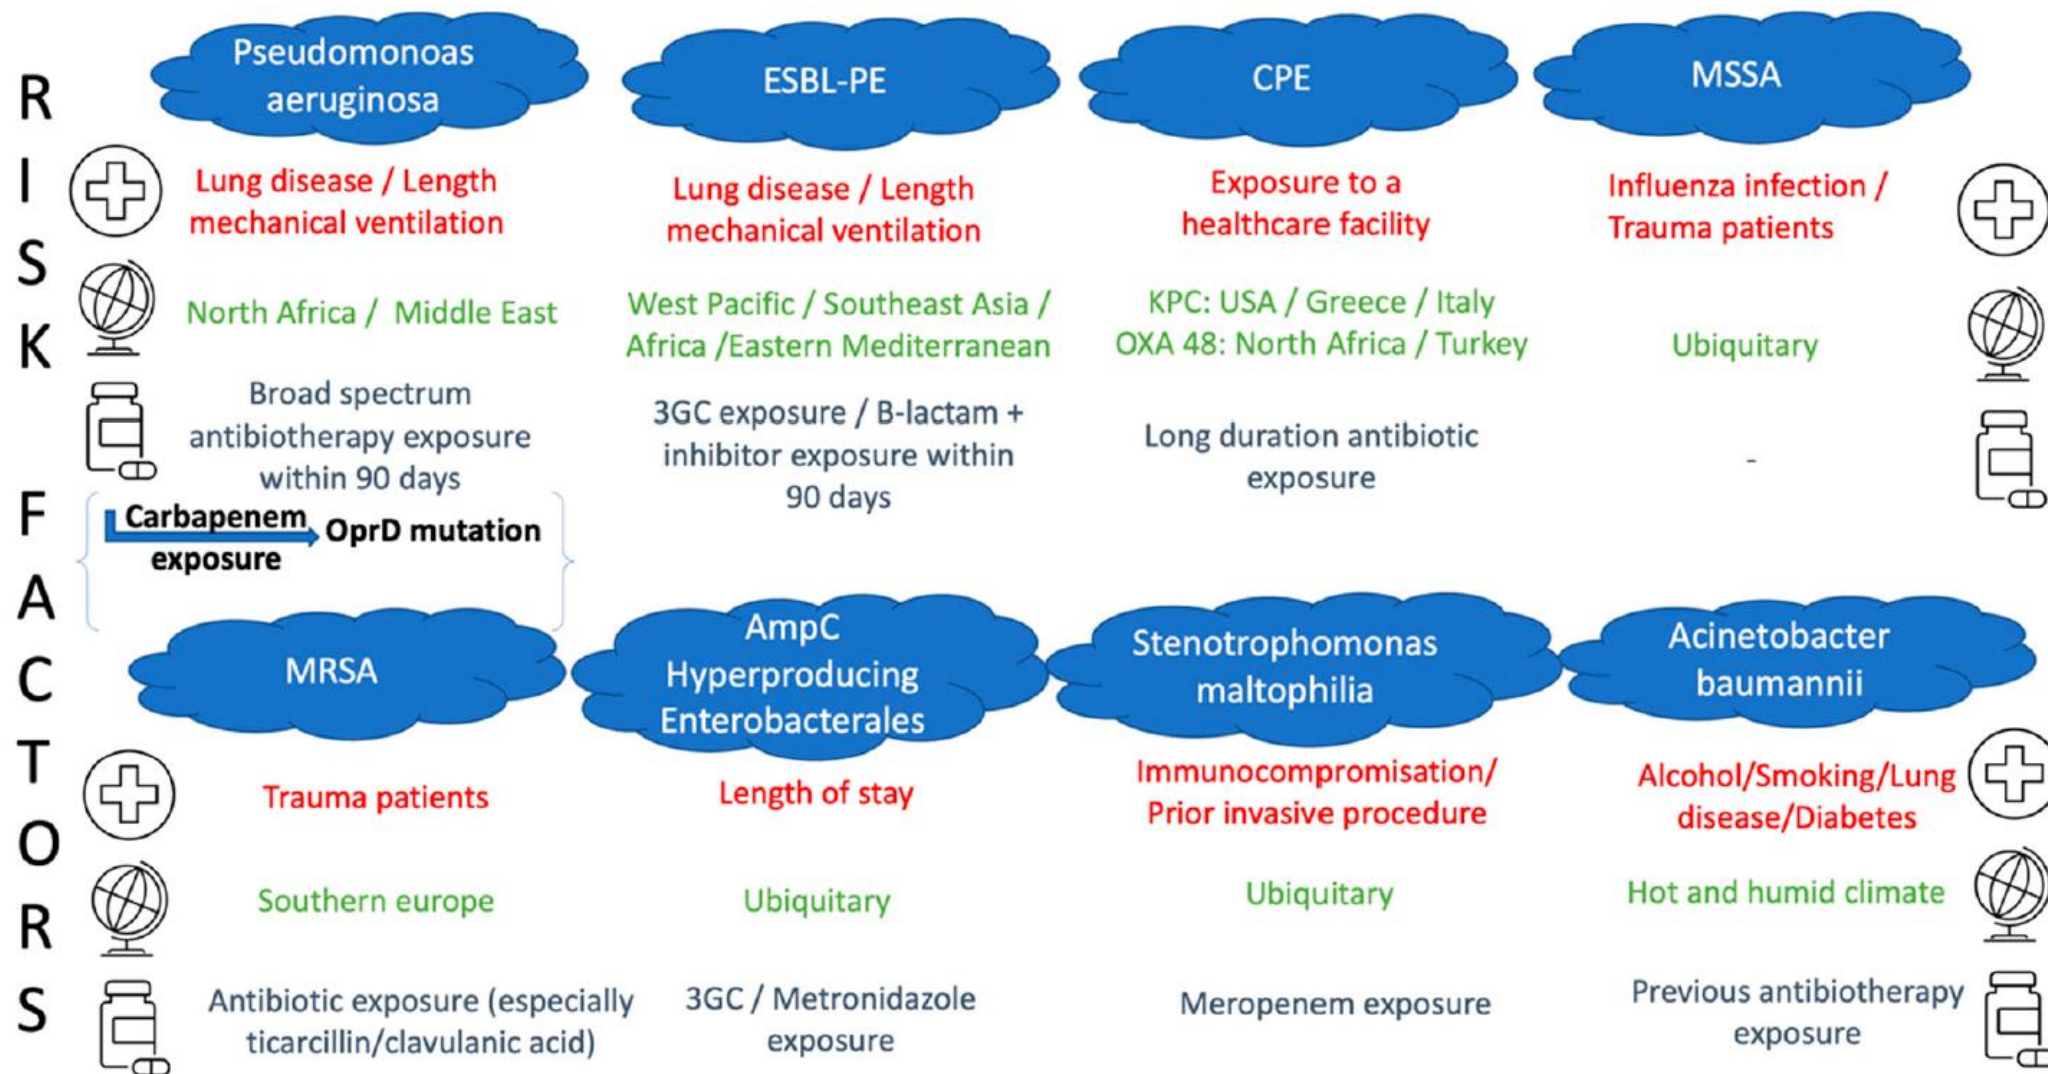 RISK FACTORS
Pseudomonoas
aeruginosa
Lung disease / Length
mechanical ventilation
North Africa / Middle East
Broad spectrum
antibiotherapy exposure
within 90 days
Carbapenem
exposure
OprD mutation
ESBL-PE
Lung disease / Length
mechanical ventilation
West Pacific / Southeast Asia /
Africa /Eastern Mediterranean
3GC exposure / B-lactam +
inhibitor exposure within
90 days
CPE
Exposure to a
healthcare facility
KPC: USA / Greece / Italy
OXA 48: North Africa / Turkey
Long duration antibiotic
exposure
MSSA
Influenza infection /
Trauma patients
Ubiquitary
-
MRSA
Trauma patients
Southern europe
Antibiotic exposure (especially
ticarcillin/clavulanic acid)
AmpC
Hyperproducing
Enterobacterales
Length of stay
Ubiquitary
3GC / Metronidazole
exposure
Stenotrophomonas
maltophilia
Immunocompromisation/
Prior invasive procedure
Ubiquitary
Meropenem exposure
Acinetobacter
baumannii
Alcohol/Smoking/Lung
disease/Diabetes
Hot and humid climate
Previous antibiotherapy
exposure